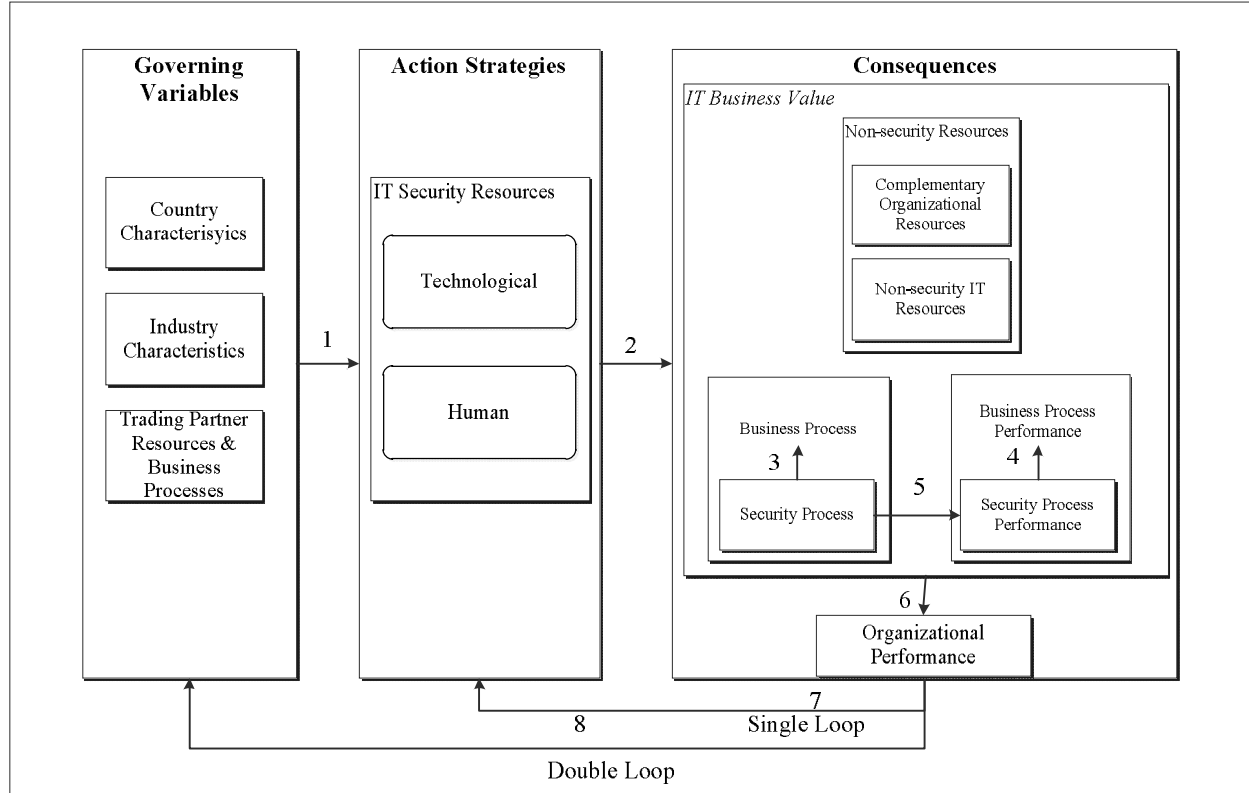 Governing
Variables
Country
Characterisyics
Industry
Characteristics
Trading Partner
Resources &
Business
Processes
1
Action Strategies
IT Security Resources
Technological
Human
2
Consequences
IT Business Value
Non-security Resources
Complementary
Organizational
Resources
Non-security IT
Resources
Business Process
3
Security Process
5
Business Process
Performance
4
Security Process
Performance
6
Organizational
Performance
7
8
Single Loop
Double Loop